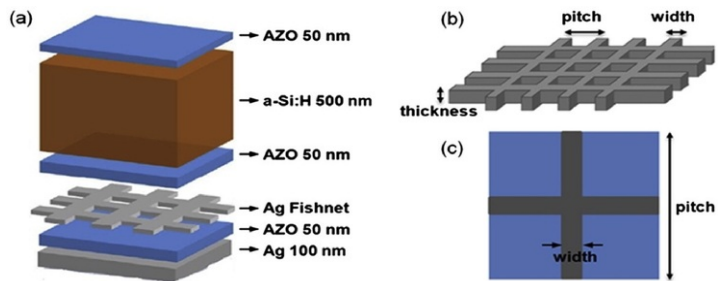 (a)
AZO 50 nm
a-Si:H 500 nm
AZO 50 nm
Ag Fishnet
AZO 50 nm
Ag 100 nm
(b)
pitch
width
thickness
(c)
pitch
width